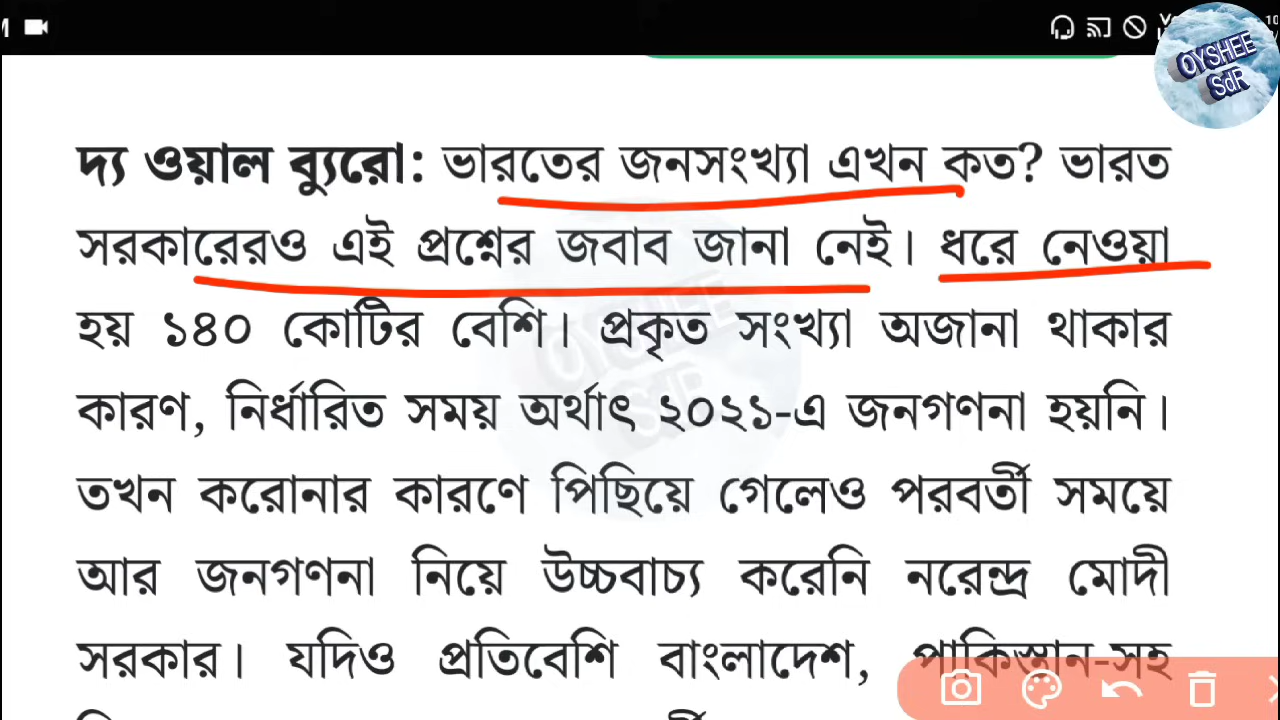 OYSHEE
SdR
দ্য ওয়াল ব্যুরো: ভারতের জনসংখ্যা এখন কত? ভারত
সরকারেরও এই প্রশ্নের জবাব জানা নেই। ধরে নেওয়া
হয় ১৪০ কোটির বেশি। প্রকৃত সংখ্যা অজানা থাকার
কারণ, নির্ধারিত সময় অর্থাৎ ২০২১-এ জনগণনা হয়নি।
তখন করোনার কারণে পিছিয়ে গেলেও পরবর্তী সময়ে
আর জনগণনা নিয়ে উচ্চবাচ্য করেনি নরেন্দ্র মোদী
সরকার। যদিও প্রতিবেশি বাংলাদেশ, পাকিস্তান-সহ